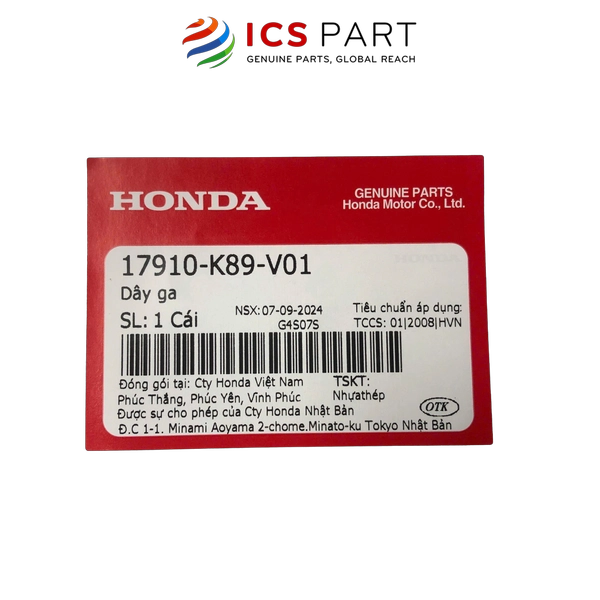 ICS PART
GENUINE PARTS, GLOBAL REACH
HONDA
GENUINE PARTS
Honda Motor Co., Ltd.
17910-K89-V01
Dây ga
SL: 1 Cái
NSX: 07-09-2024
G4S07S
Tiêu chuẩn áp dụng:
TCCS: 01|2008|HVN
Đóng gói tại: Cty Honda Việt Nam
Phúc Thắng, Phúc Yên, Vĩnh Phúc
Được sự cho phép của Cty Honda Nhật Bản
Đ.C 1-1. Minami Aoyama 2-chome.Minato-ku Tokyo Nhật Bản
TSKT:
Nhựathép
OTK